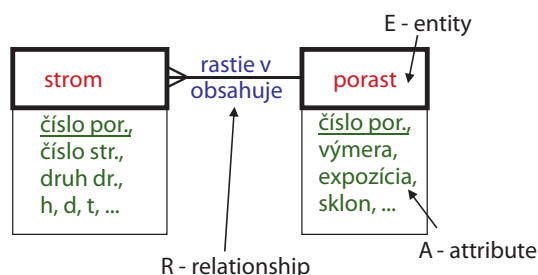 E - entity
strom
rastie v
obsahuje
porast
číslo por.,
číslo str.,
druh dr.,
h, d, t, ...
číslo por.,
výmera,
expozícia,
sklon, ...
R - relationship
A - attribute